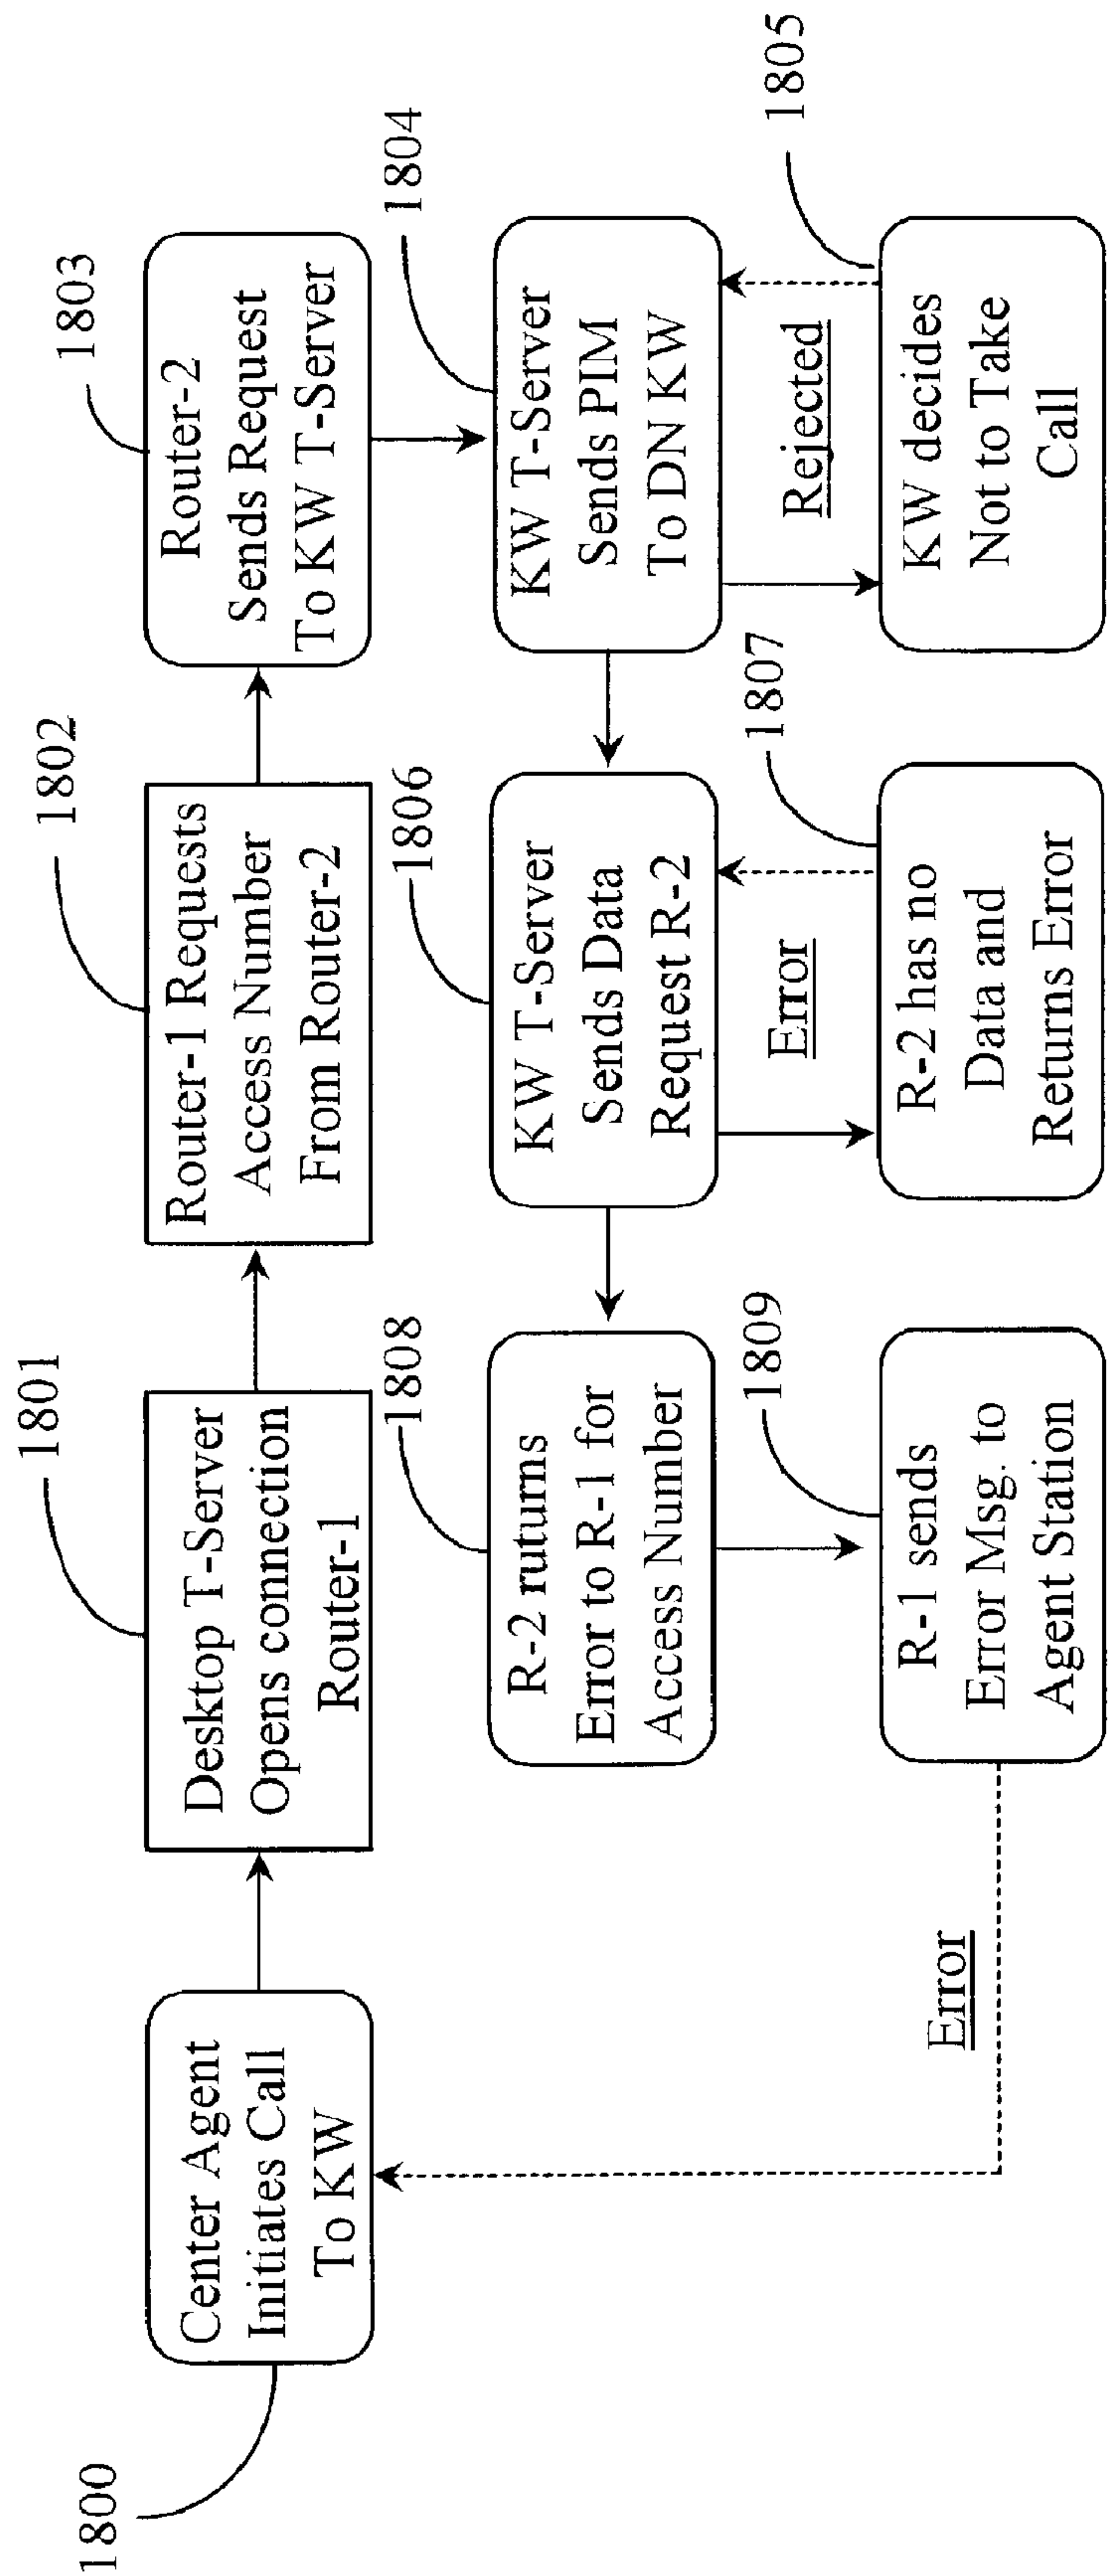 1800
Center Agent
Initiates Call
To KW
1801
Desktop T-Server
Opens connection
Router-1
1802
Router-1 Requests
Access Number
From Router-2
1803
Router-2
Sends Request
To KW T-Server
1804
KW T-Server
Sends PIM
To DN KW
1805
Rejected
KW decides
Not to Take
Call
1806
KW T-Server
Sends Data
Request R-2
1807
Error
R-2 has no
Data and
Returns Error
1808
R-2 ruturns
Error to R-1 for
Access Number
1809
R-1 sends
Error Msg. to
Agent Station
Error